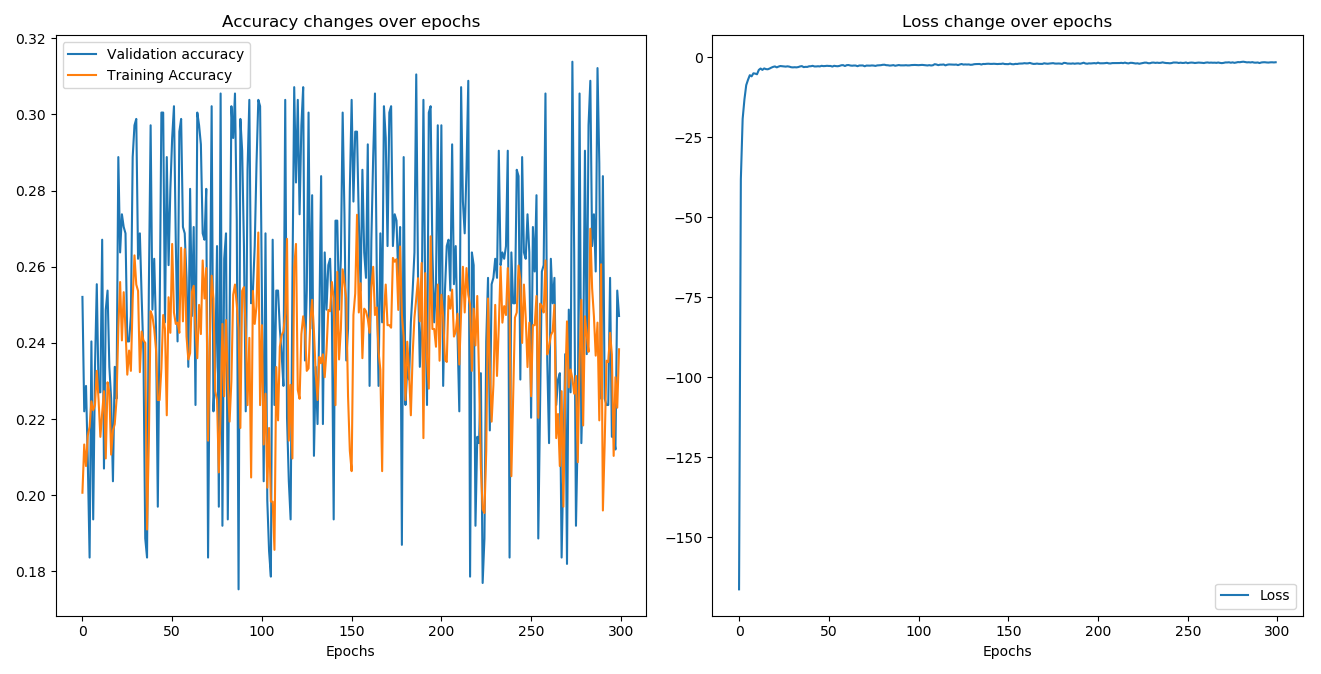 Accuracy changes over epochs
Validation accuracy
Training Accuracy
0.32
0.30
0.28
0.26
0.24
0.22
0.20
0.18
0 50 100 150 200 250 300
Epochs
Loss change over epochs
0
−25
−50
−75
−100
−125
−150
Loss
0 50 100 150 200 250 300
Epochs